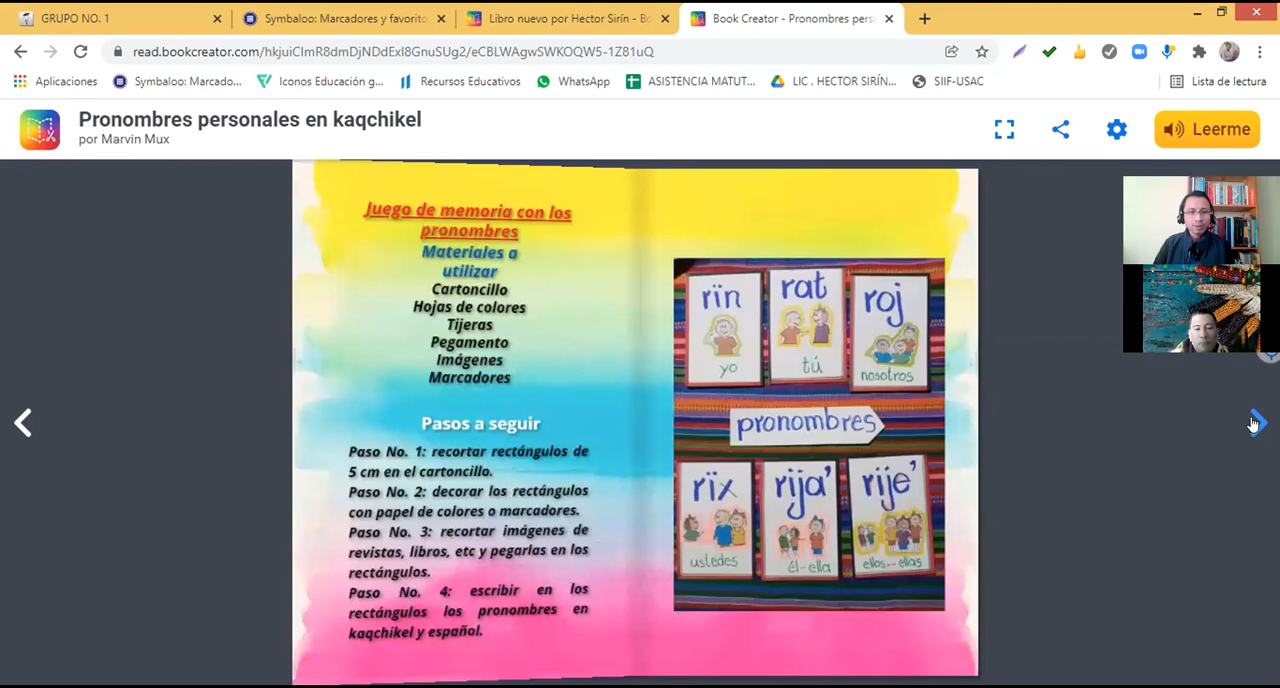 GRUPO NO. 1
Symbaloo: Marcadores y favorito
Libro nuevo por Hector Sirín - Bo
Book Creator - Pronombres pers
read.bookcreator.com/hkjuiClmR8dmDjNDdExI8GnuSUg2/eCBLWAgwSWKOQW5-1Z81uQ
Aplicaciones
Symbaloo: Marcado...
Iconos Educación g...
Recursos Educativos
WhatsApp
ASISTENCIA MATUT...
LIC . HECTOR SIRÍN...
SIIF-USAC
Lista de lectura
Pronombres personales en kaqchikel
por Marvin Mux
Leerme
Juego de memoria con los
pronombres
Materiales a
utilizar
Cartoncillo
Hojas de colores
Tijeras
Pegamento
Imágenes
Marcadores
Pasos a seguir
Paso No. 1: recortar rectángulos de
5 cm en el cartoncillo.
Paso No. 2: decorar los rectángulos
con papel de colores o marcadores.
Paso No. 3: recortar imágenes de
revistas, libros, etc y pegarlas en los
rectángulos.
Paso No. 4: escribir en los
rectángulos los pronombres en
kaqchikel y español.
rïn
yo
rat
tú
roj
nosotros
pronombres
rïx
ustedes
rija'
él-ella
rije'
ellos-ellas